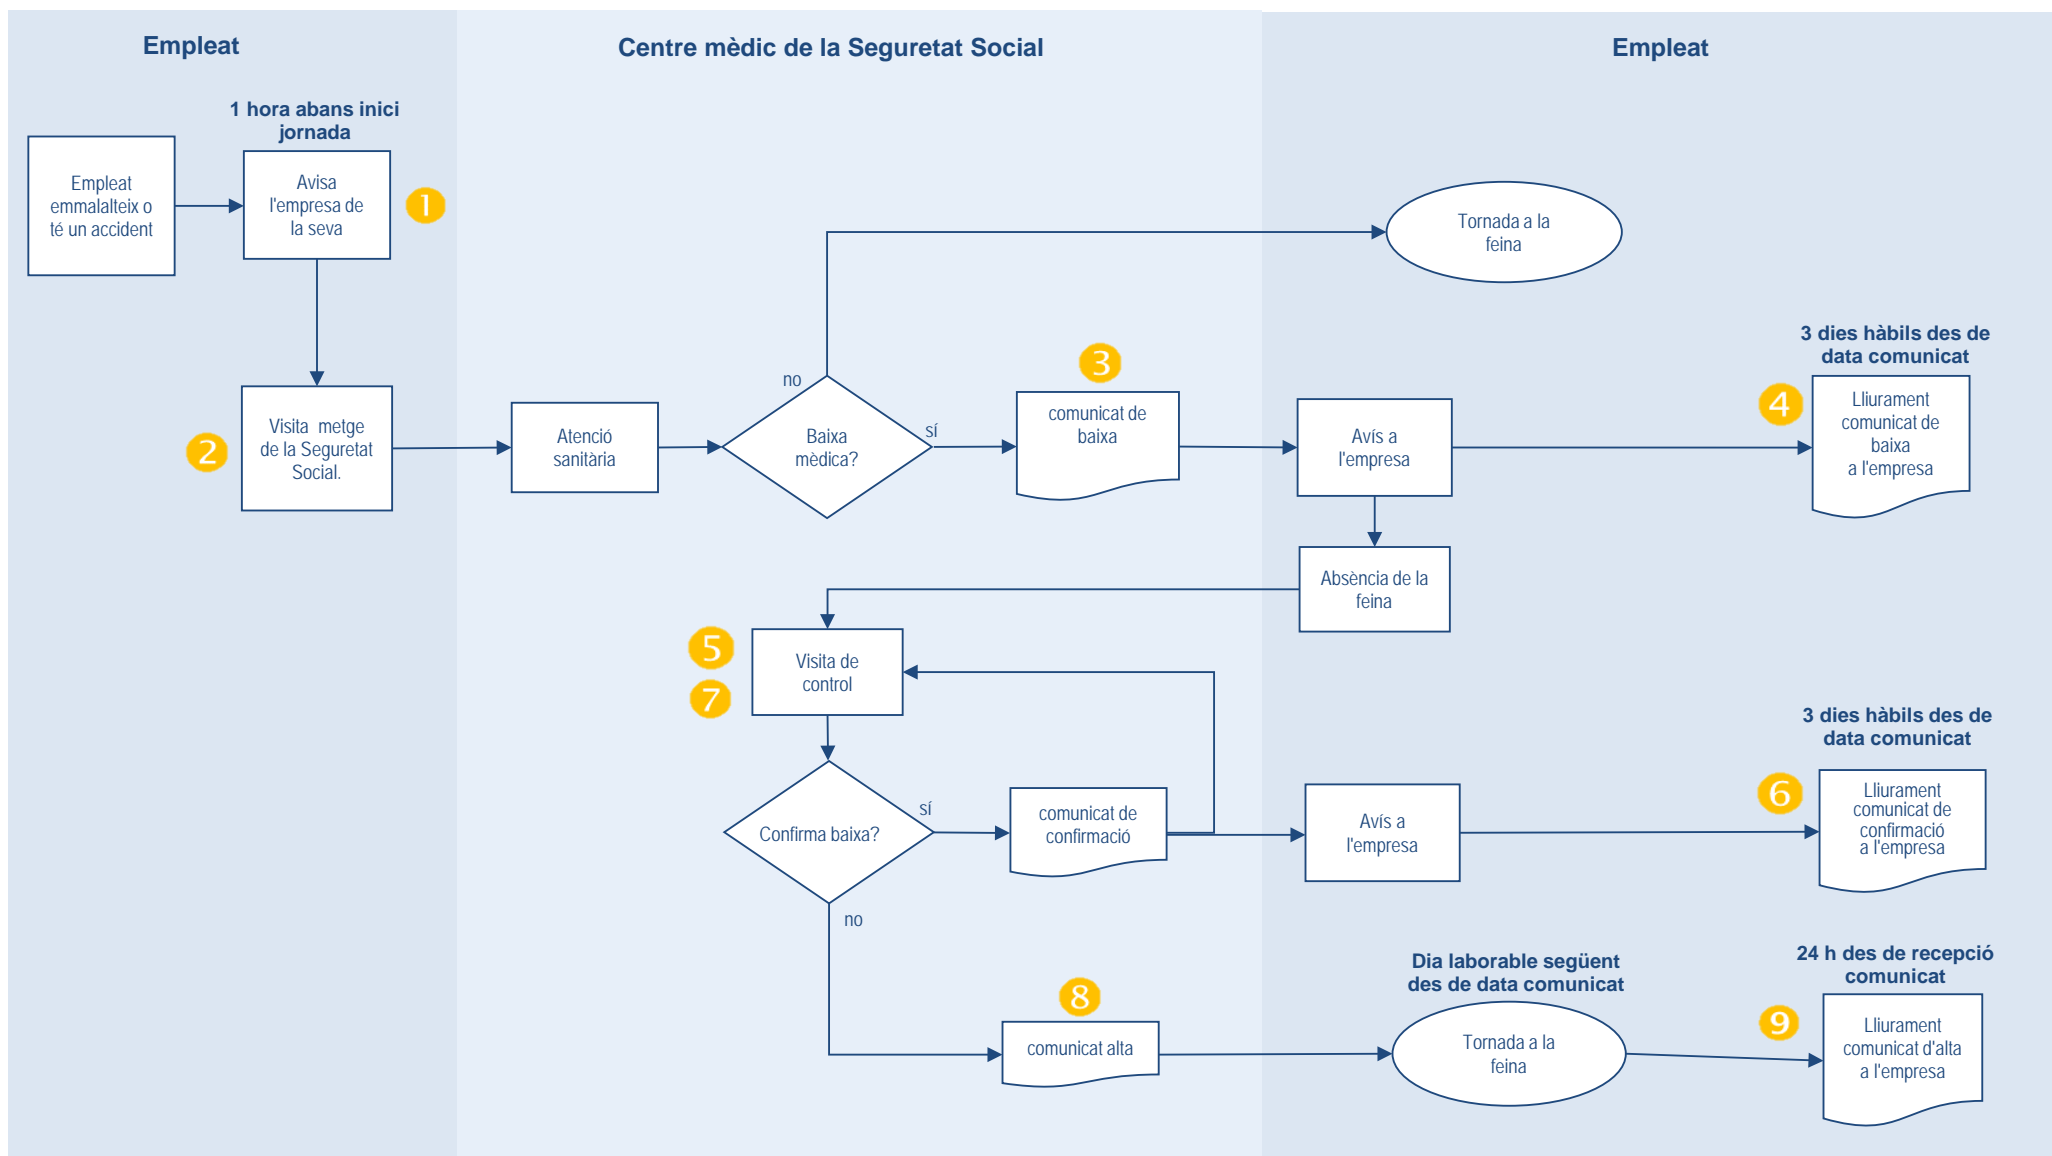 Empleat
Centre mèdic de la Seguretat Social
Empleat
1 hora abans inici
jornada
Empleat
emmalalteix o
té un accident
Avisa
l'empresa de
la seva
1
Tornada a la
feina
3 dies hàbils des de
data comunicat
2
Visita metge
de la Seguretat
Social.
Atenció
sanitària
no
Baixa
mèdica?
sí
3
comunicat de
baixa
Avís a
l'empresa
4
Lliurament
comunicat de
baixa
a l'empresa
Absència de la
feina
5
7
Visita de
control
3 dies hàbils des de
data comunicat
Confirma baixa?
sí
no
comunicat de
confirmació
Avís a
l'empresa
6
Lliurament
comunicat de
confirmació
a l'empresa
8
comunicat alta
Dia laborable següent
des de data comunicat
Tornada a la
feina
24 h des de recepció
comunicat
9
Lliurament
comunicat d'alta
a l'empresa